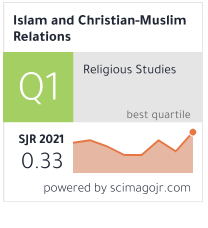 Islam and Christian-Muslim
Relations
Q1
Religious Studies
best quartile
SJR 2021
0.33
powered by scimagojr.com